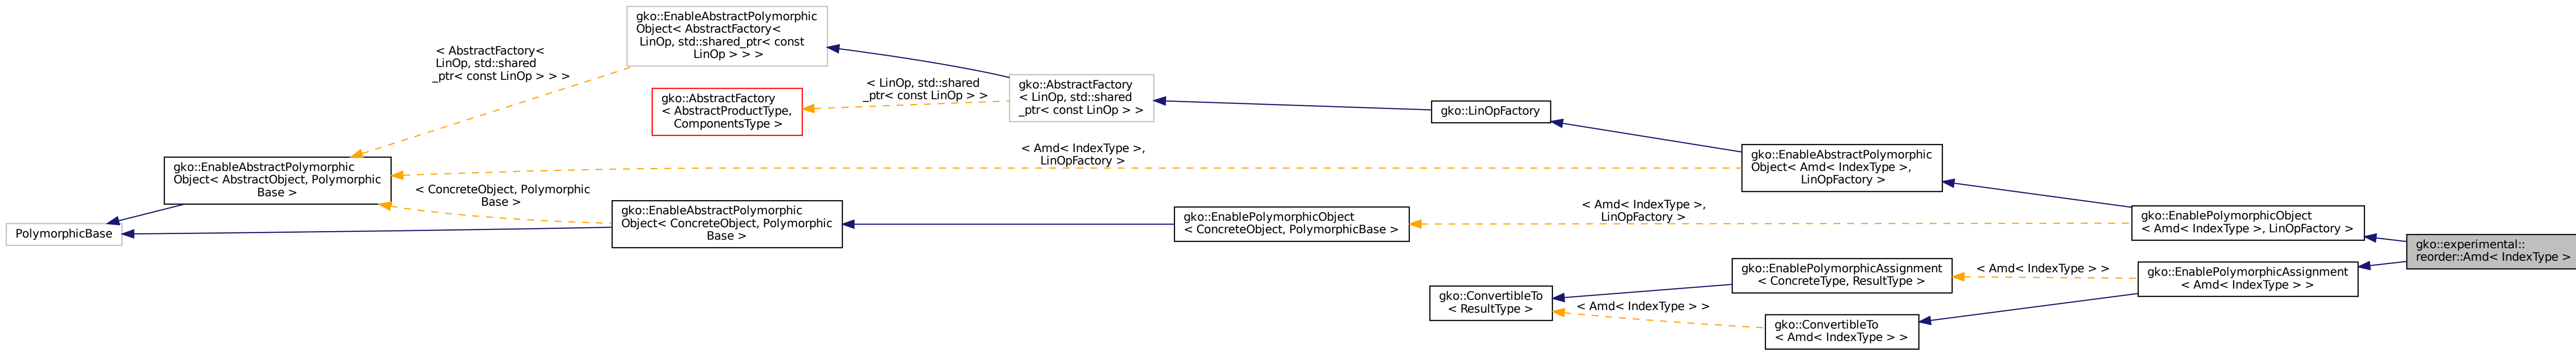 PolymorphicBase
gko::EnableAbstractPolymorphic
Object< AbstractObject, Polymorphic
Base >
< AbstractFactory<
LinOp, std::shared
_ptr< const LinOp > > >
< ConcreteObject, Polymorphic
Base >
gko::EnableAbstractPolymorphic
Object< AbstractFactory<
LinOp, std::shared_ptr< const
LinOp > > >
gko::AbstractFactory
< AbstractProductType,
ComponentsType >
gko::EnableAbstractPolymorphic
Object< ConcreteObject, Polymorphic
Base >
< LinOp, std::shared
_ptr< const LinOp > >
gko::AbstractFactory
< LinOp, std::shared
_ptr< const LinOp > >
< Amd< IndexType >,
LinOpFactory >
gko::EnablePolymorphicObject
< ConcreteObject, PolymorphicBase >
gko::LinOpFactory
gko::ConvertibleTo
< ResultType >
< Amd< IndexType >,
LinOpFactory >
< Amd< IndexType > >
gko::EnableAbstractPolymorphic
Object< Amd< IndexType >,
LinOpFactory >
gko::EnablePolymorphicAssignment
< ConcreteType, ResultType >
gko::ConvertibleTo
< Amd< IndexType > >
< Amd< IndexType > >
gko::EnablePolymorphicObject
< Amd< IndexType >, LinOpFactory >
gko::EnablePolymorphicAssignment
< Amd< IndexType > >
gko::experimental::
reorder::Amd< IndexType >